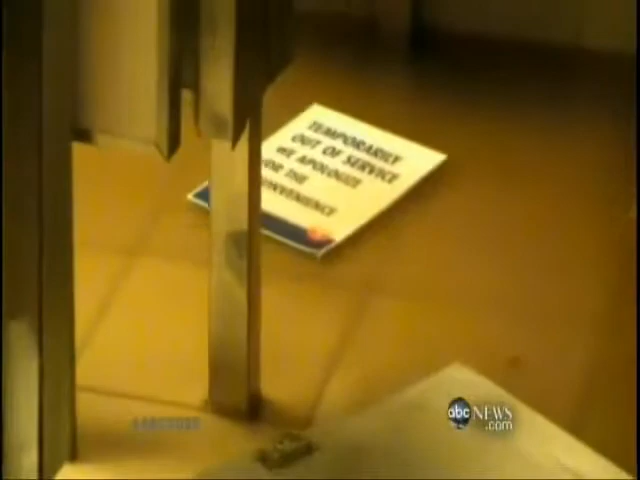 TEMPORARILY
OUT OF SERVICE
WE APOLOGIZE
FOR THE
INCONVENIENCE
abc NEWS
.com